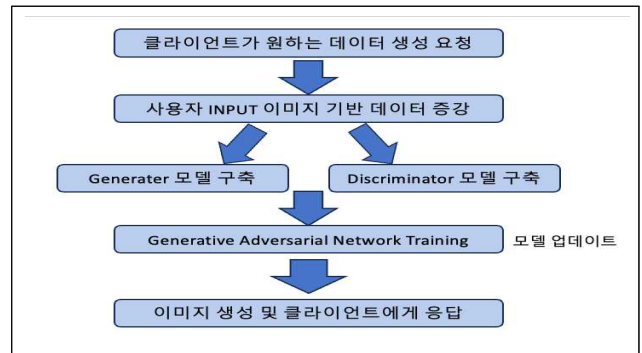 클라이언트가 원하는 데이터 생성 요청
사용자 INPUT 이미지 기반 데이터 증강
Generater 모델 구축
Discriminator 모델 구축
Generative Adversarial Network Training
모델 업데이트
이미지 생성 및 클라이언트에게 응답